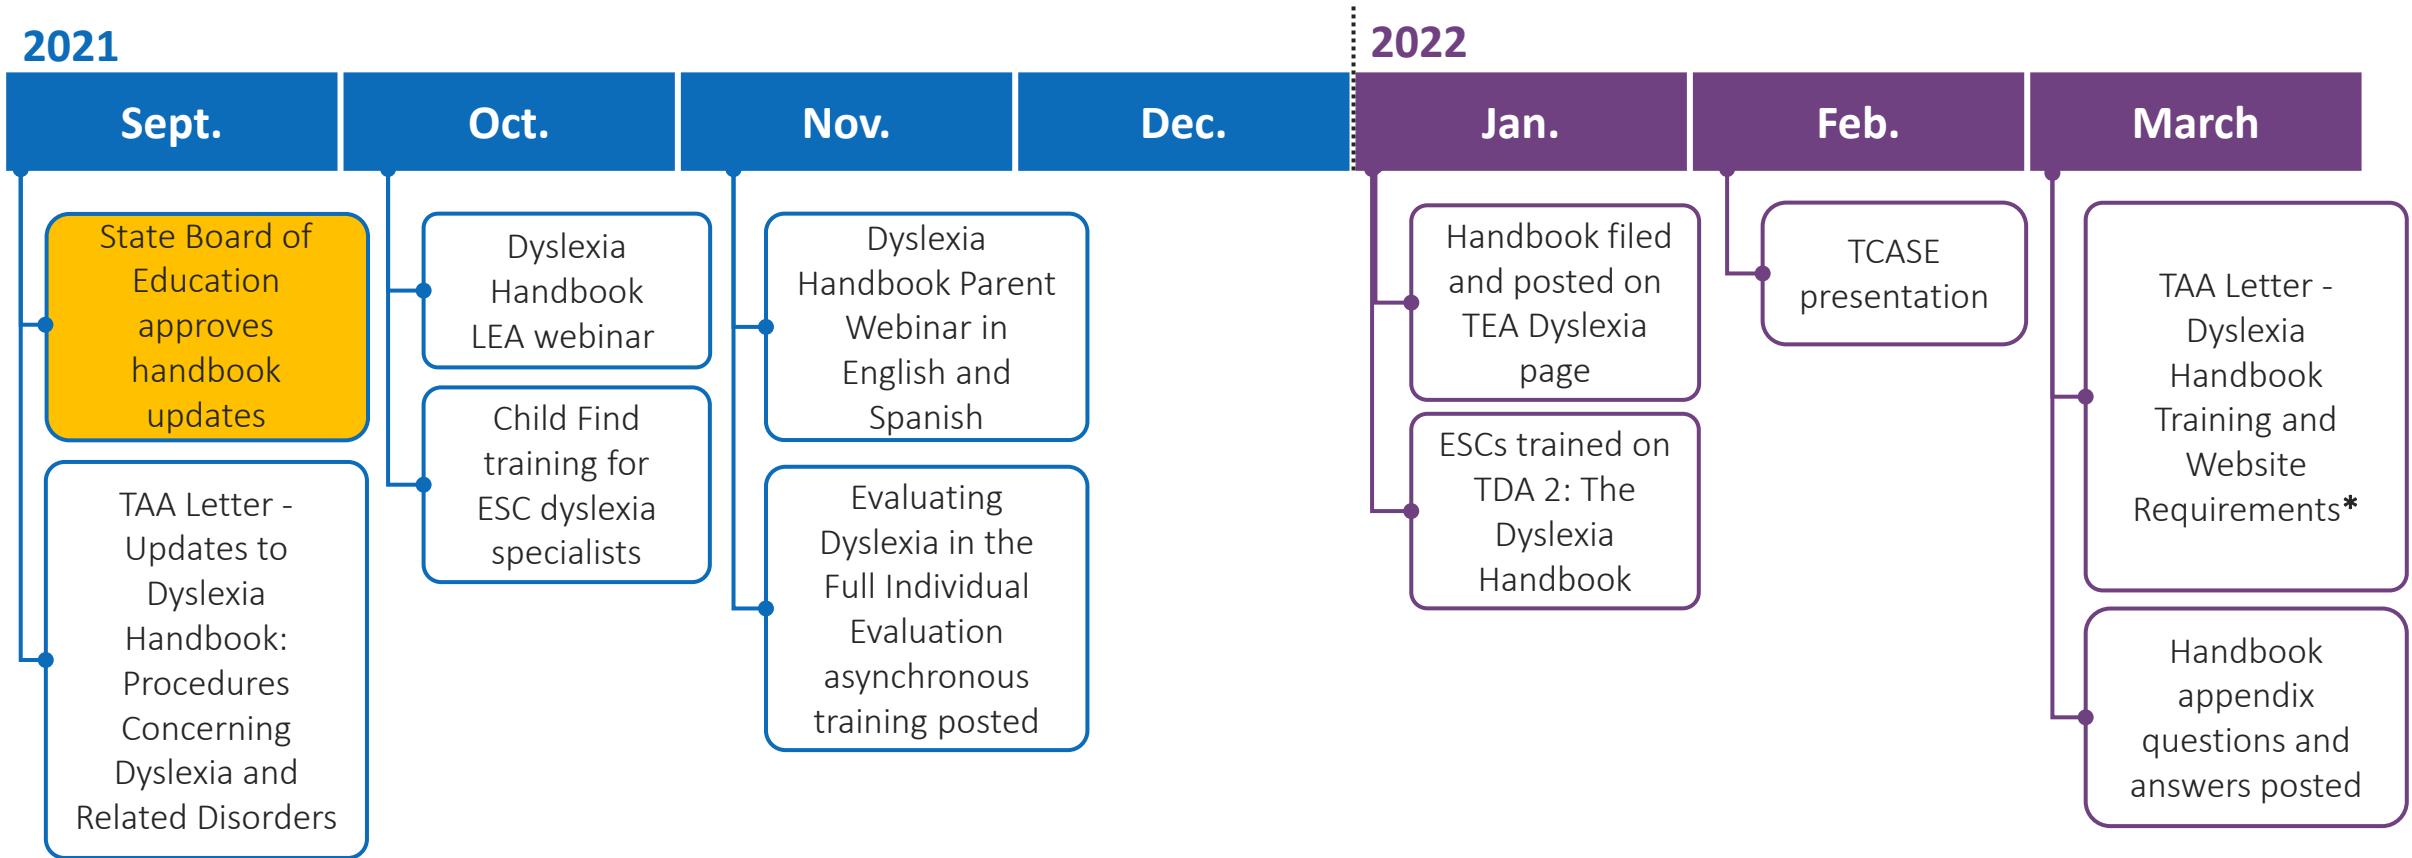 2021
2022
Sept.
Oct.
Nov.
Dec.
Jan.
Feb.
March
State Board of
Education
approves
handbook
updates
TAA Letter -
Updates to
Dyslexia
Handbook:
Procedures
Concerning
Dyslexia and
Related Disorders
Dyslexia
Handbook
LEA webinar
Child Find
training for
ESC dyslexia
specialists
Dyslexia
Handbook Parent
Webinar in
English and
Spanish
Evaluating
Dyslexia in the
Full Individual
Evaluation
asynchronous
training posted
Handbook filed
and posted on
TEA Dyslexia
page
ESCs trained on
TDA 2: The
Dyslexia
Handbook
TCASE
presentation
TAA Letter -
Dyslexia
Handbook
Training and
Website
Requirements*
Handbook
appendix
questions and
answers posted